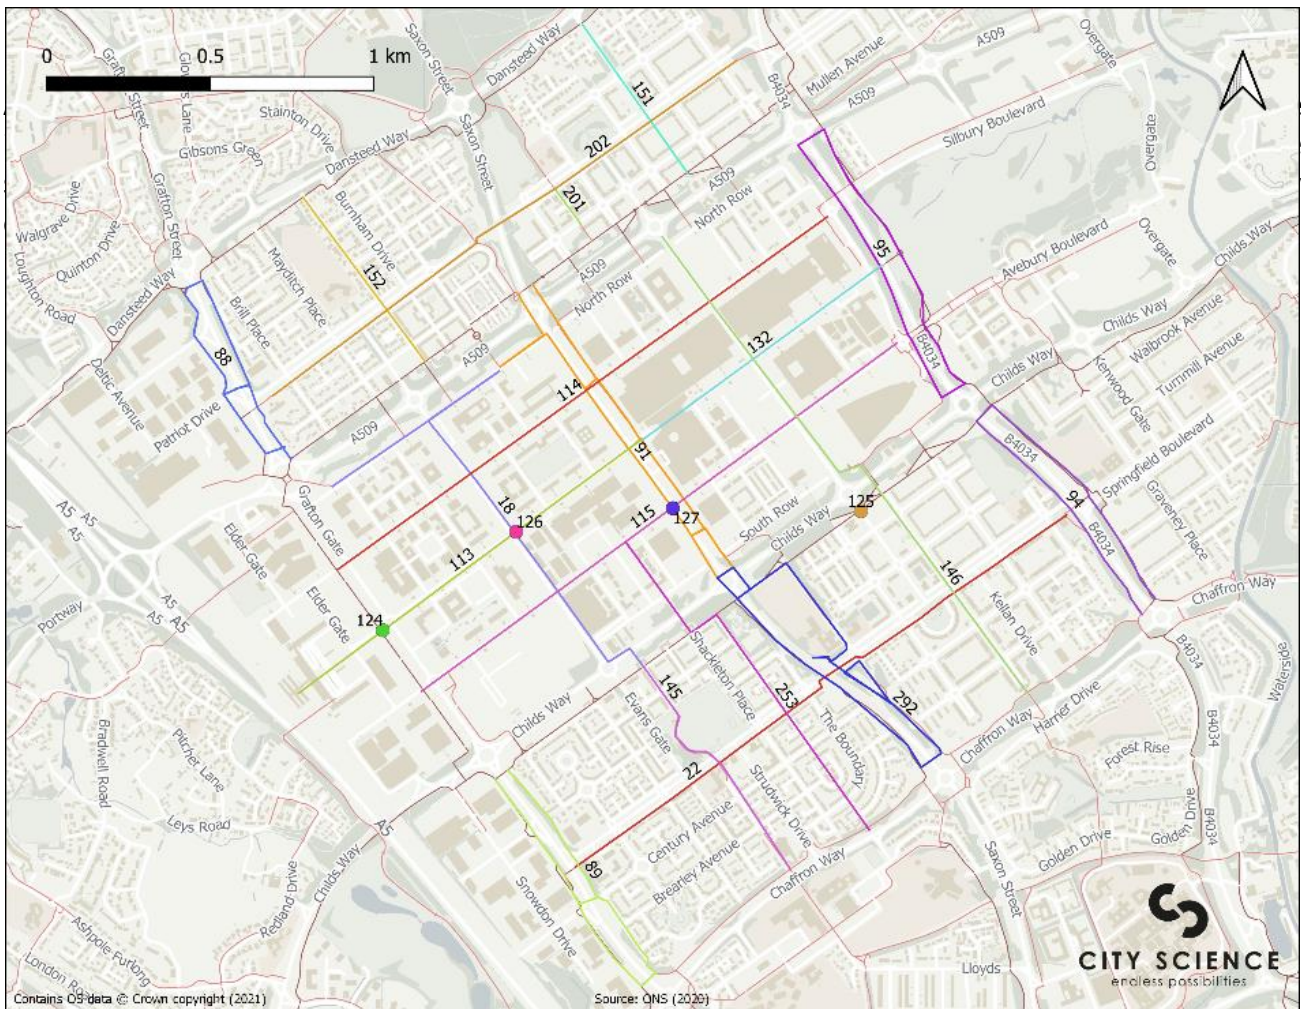 0 0.5 1 km
Grafton Street
Glovers Lane
Saxon Street
Dansteed Way
Stainton Drive
Gibsons Green
Dansteed Way
Saxon Street
151
202
201
B4034
Mullen Avenue
A509
A509
Overgate
Silbury Boulevard
Overgate
Walgrave Drive
Quinton Drive
Loughton Road
Grafton Street
Burnham Drive
Mayditch Place
152
Brill Place
Dansteed Way
A509
North Row
A509
North Row
95
Avebury Boulevard
Overgate
Childs Way
Childs Way
Walbrook Avenue
Turnmill Avenue
88
Deltic Avenue
Patriot Drive
A509
A509
114
132
B4034
Childs Way
Kenwood Gate
Springfield Boulevard
91
B4034
94
B4034
Graveney Place
Grafton Gate
A5
A5
A5
18
126
115
127
South Row
Childs Way
125
Elder Gate
113
Elder Gate
124
Portway
A5
A5
146
Kellan Drive
Chaffron Way
B4034
Waterside
Shackleton Place
145
253
Evans Gate
292
The Boundary
Harrier Drive
Chaffron Way
Forest Rise
B4034
Childs Way
Bradwell Road
Pitcher Lane
Leys Road
A5
22
Strudwick Drive
Century Avenue
Brearley Avenue
Chaffron Way
Golden Drive
Golden Drive
B4034
Saxon Street
89
Snowdon Drive
Childs Way
Redland Drive
Ashpole Furlong
London Road
Lloyds
CITY SCIENCE
endless possibilities
Contains OS data © Crown copyright (2021)
Source: ONS (2020)